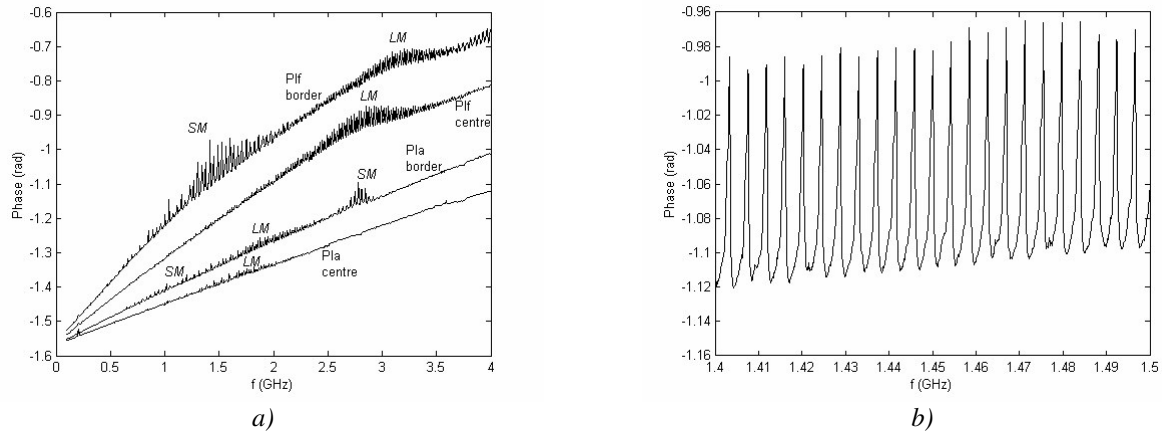 -0.6
-0.7
-0.8
-0.9
-1
-1.1
-1.2
-1.3
-1.4
-1.5
-1.6
Phase (rad)
LM
Plf
border
LM
Plf
centre
SM
Pla
border
SM
LM
SM
LM
Pla
centre
0 0.5 1 1.5 2 2.5 3 3.5 4
f (GHz)
a)
-0.96
-0.98
-1
-1.02
-1.04
-1.06
-1.08
-1.1
-1.12
-1.14
-1.16
Phase (rad)
1.4 1.41 1.42 1.43 1.44 1.45 1.46 1.47 1.48 1.49 1.5
f (GHz)
b)